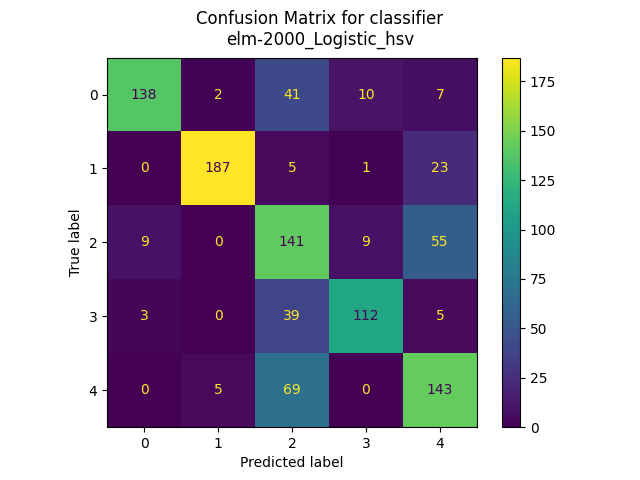 Confusion Matrix for classifier
elm-2000_Logistic_hsv
True label
0 138 2 41 10 7
1 0 187 5 1 23
2 9 0 141 9 55
3 3 0 39 112 5
4 0 5 69 0 143
0 1 2 3 4
Predicted label
175
150
125
100
75
50
25
0